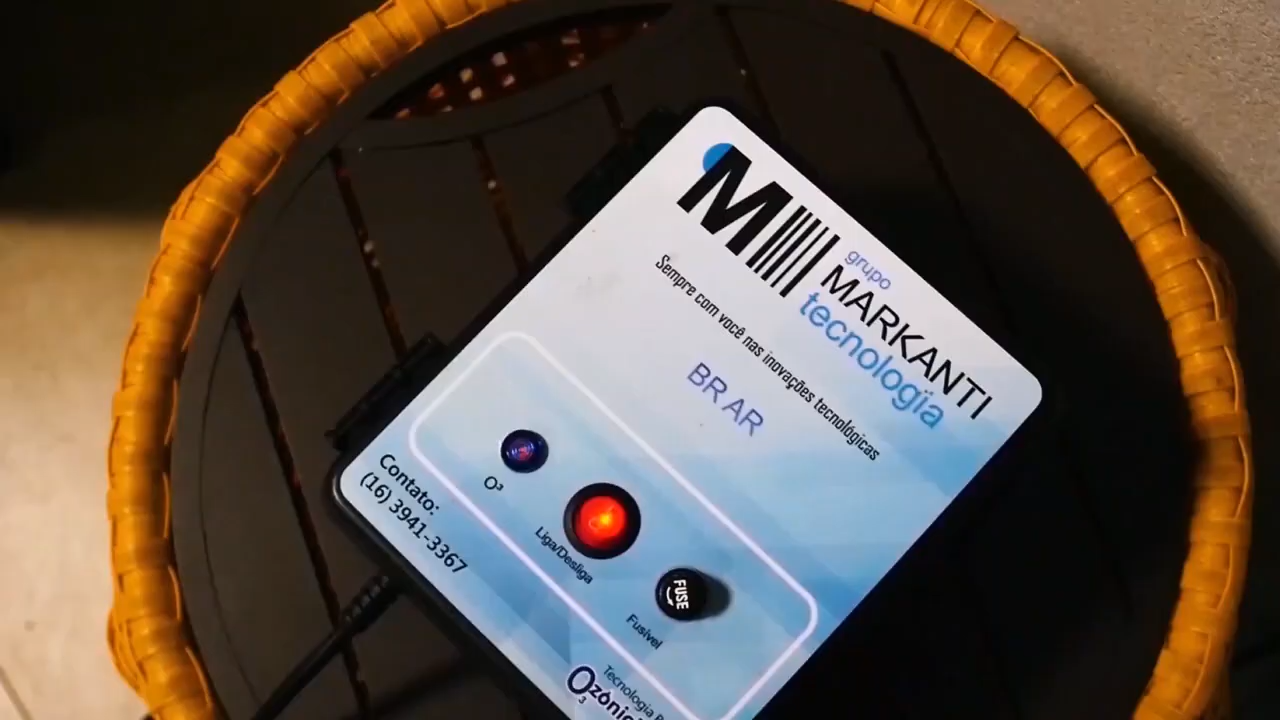 M
grupo
MARKANTI
tecnologia
Sempre com você nas inovações tecnológicas
BR AR
O³
Liga/Desliga
FUSE
Fusível
Contato:
(16) 3941-3367
Tecnologia